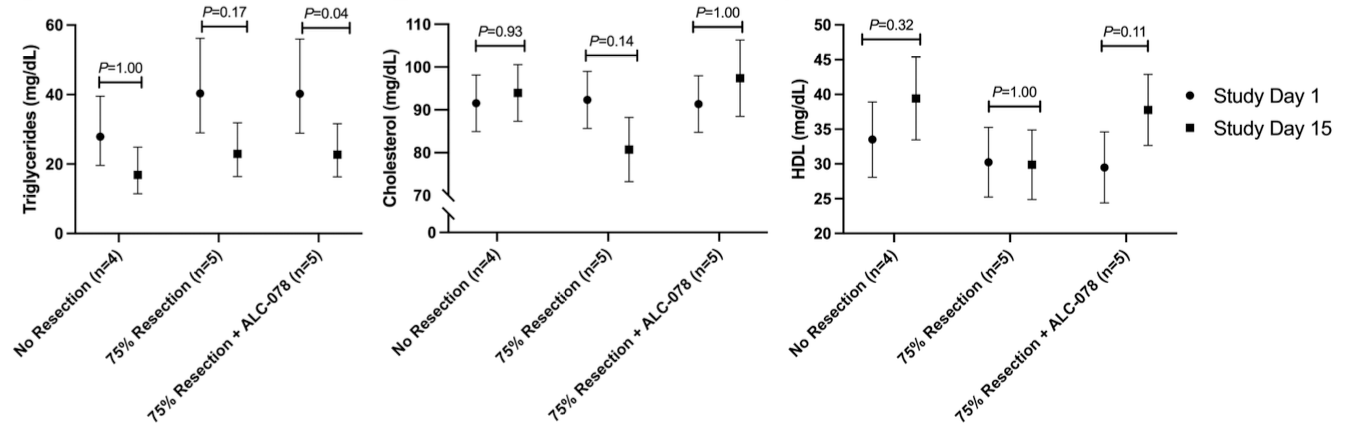 Triglycerides (mg/dL)
60
40
20
0
P=1.00
P=0.17
P=0.04
No Resection (n=4)
75% Resection (n=5)
75% Resection + ALC-078 (n=5)
Cholesterol (mg/dL)
110
100
90
80
70
0
P=0.93
P=0.14
P=1.00
No Resection (n=4)
75% Resection (n=5)
75% Resection + ALC-078 (n=5)
HDL (mg/dL)
50
45
40
35
30
25
20
P=0.32
P=1.00
P=0.11
No Resection (n=4)
75% Resection (n=5)
75% Resection + ALC-078 (n=5)
Study Day 1
Study Day 15